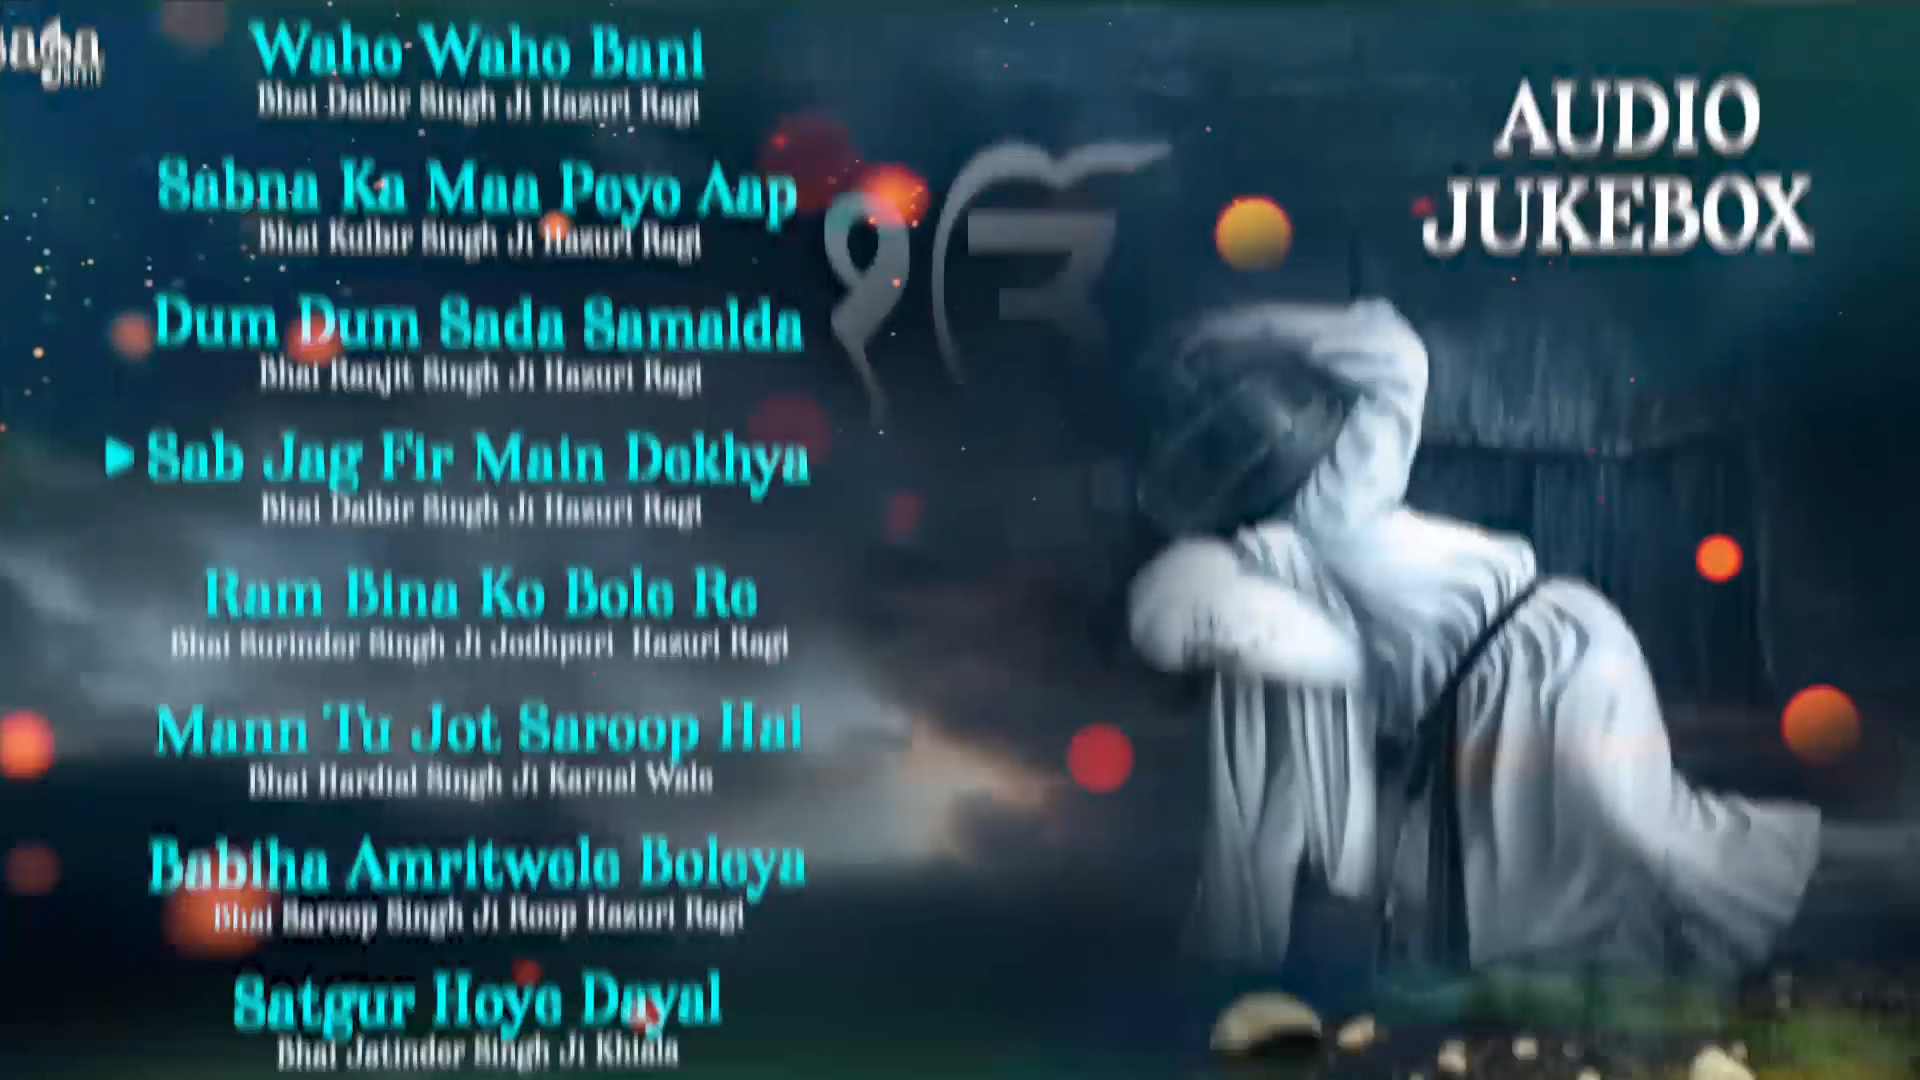 Waho Waho Bani
Bhai Dalbir Singh Ji Hazuri Ragi
Sabna Ka Maa Peyo Aap
Bhai Kulbir Singh Ji Hazuri Ragi
Dum Dum Sada Samalda
Bhai Ranjit Singh Ji Hazuri Ragi
Sab Jag Fir Main Dekhya
Bhai Dalbir Singh Ji Hazuri Ragi
Ram Bina Ko Bole Re
Bhai Surinder Singh Ji Jodhpuri Hazuri Ragi
Mann Tu Jot Saroop Hai
Bhai Hardial Singh Ji Karnal Wale
Babiha Amritwele Boleya
Bhai Saroop Singh Ji Roop Hazuri Ragi
Satgur Hoye Dayal
Bhai Jatinder Singh Ji Khiala
ੴ
AUDIO
JUKEBOX